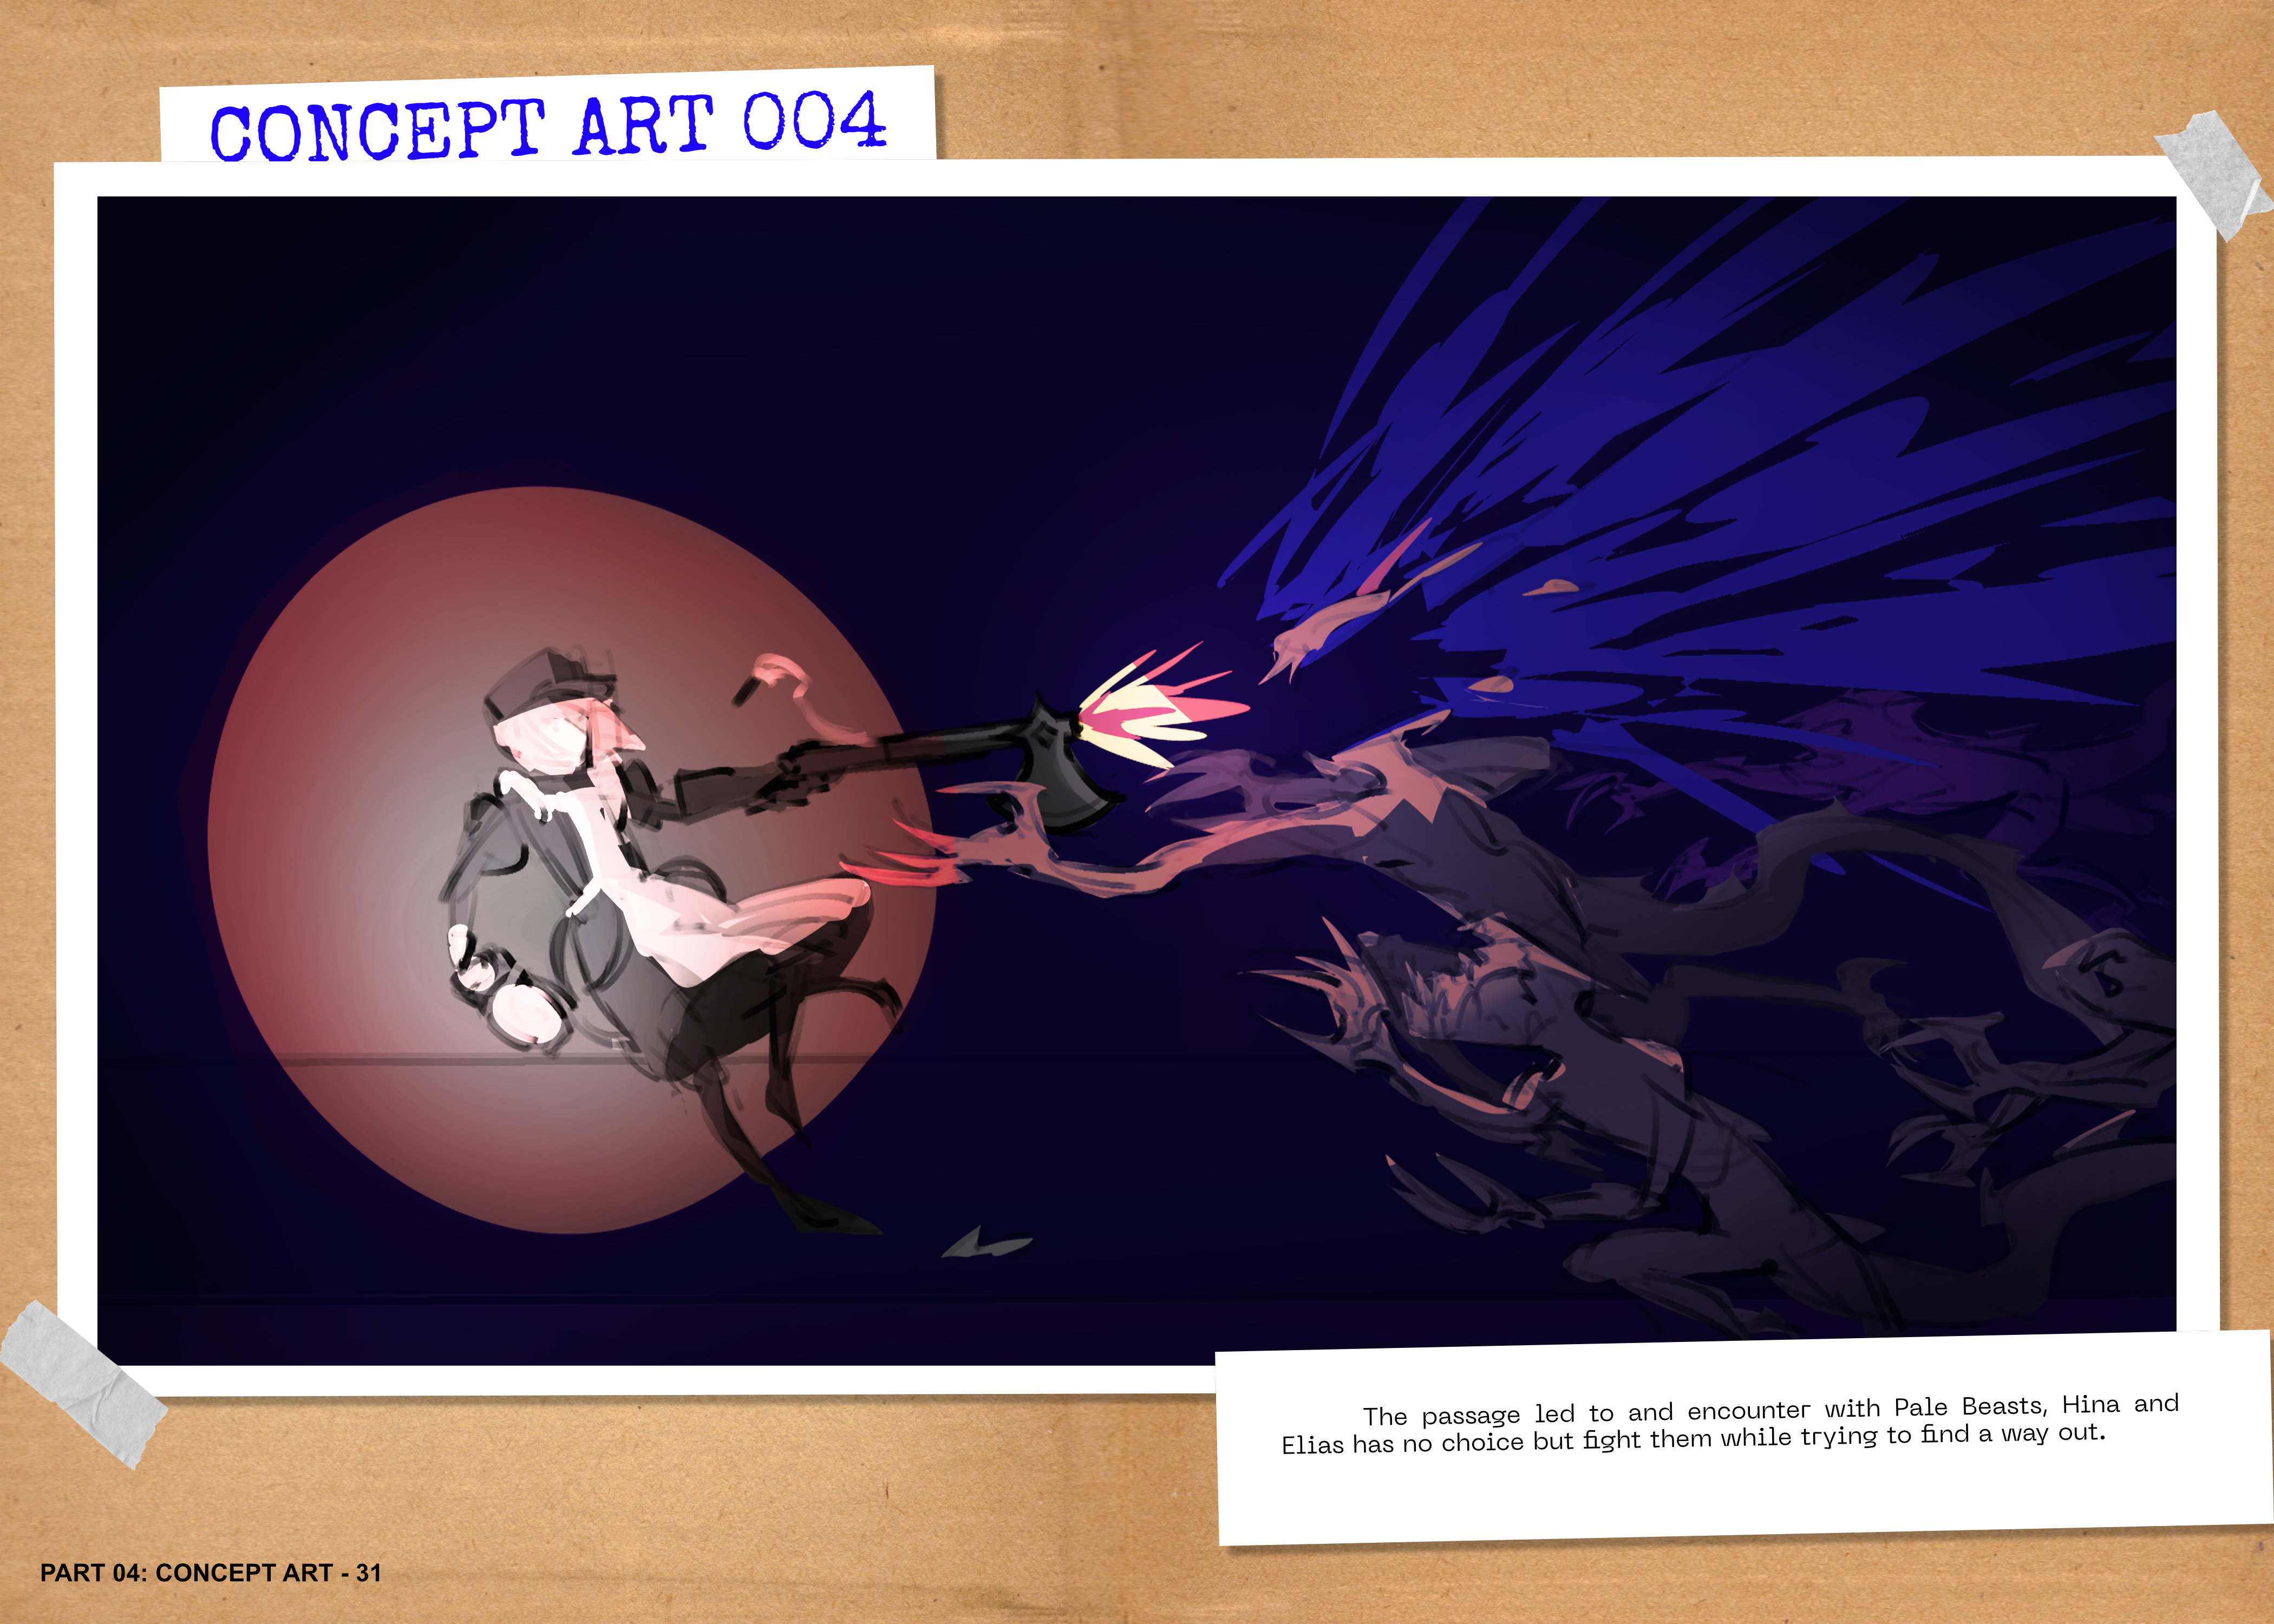 CONCEPT ART 004
The passage led to and encounter with Pale Beasts, Hina and
Elias has no choice but fight them while trying to find a way out.
PART 04: CONCEPT ART - 31